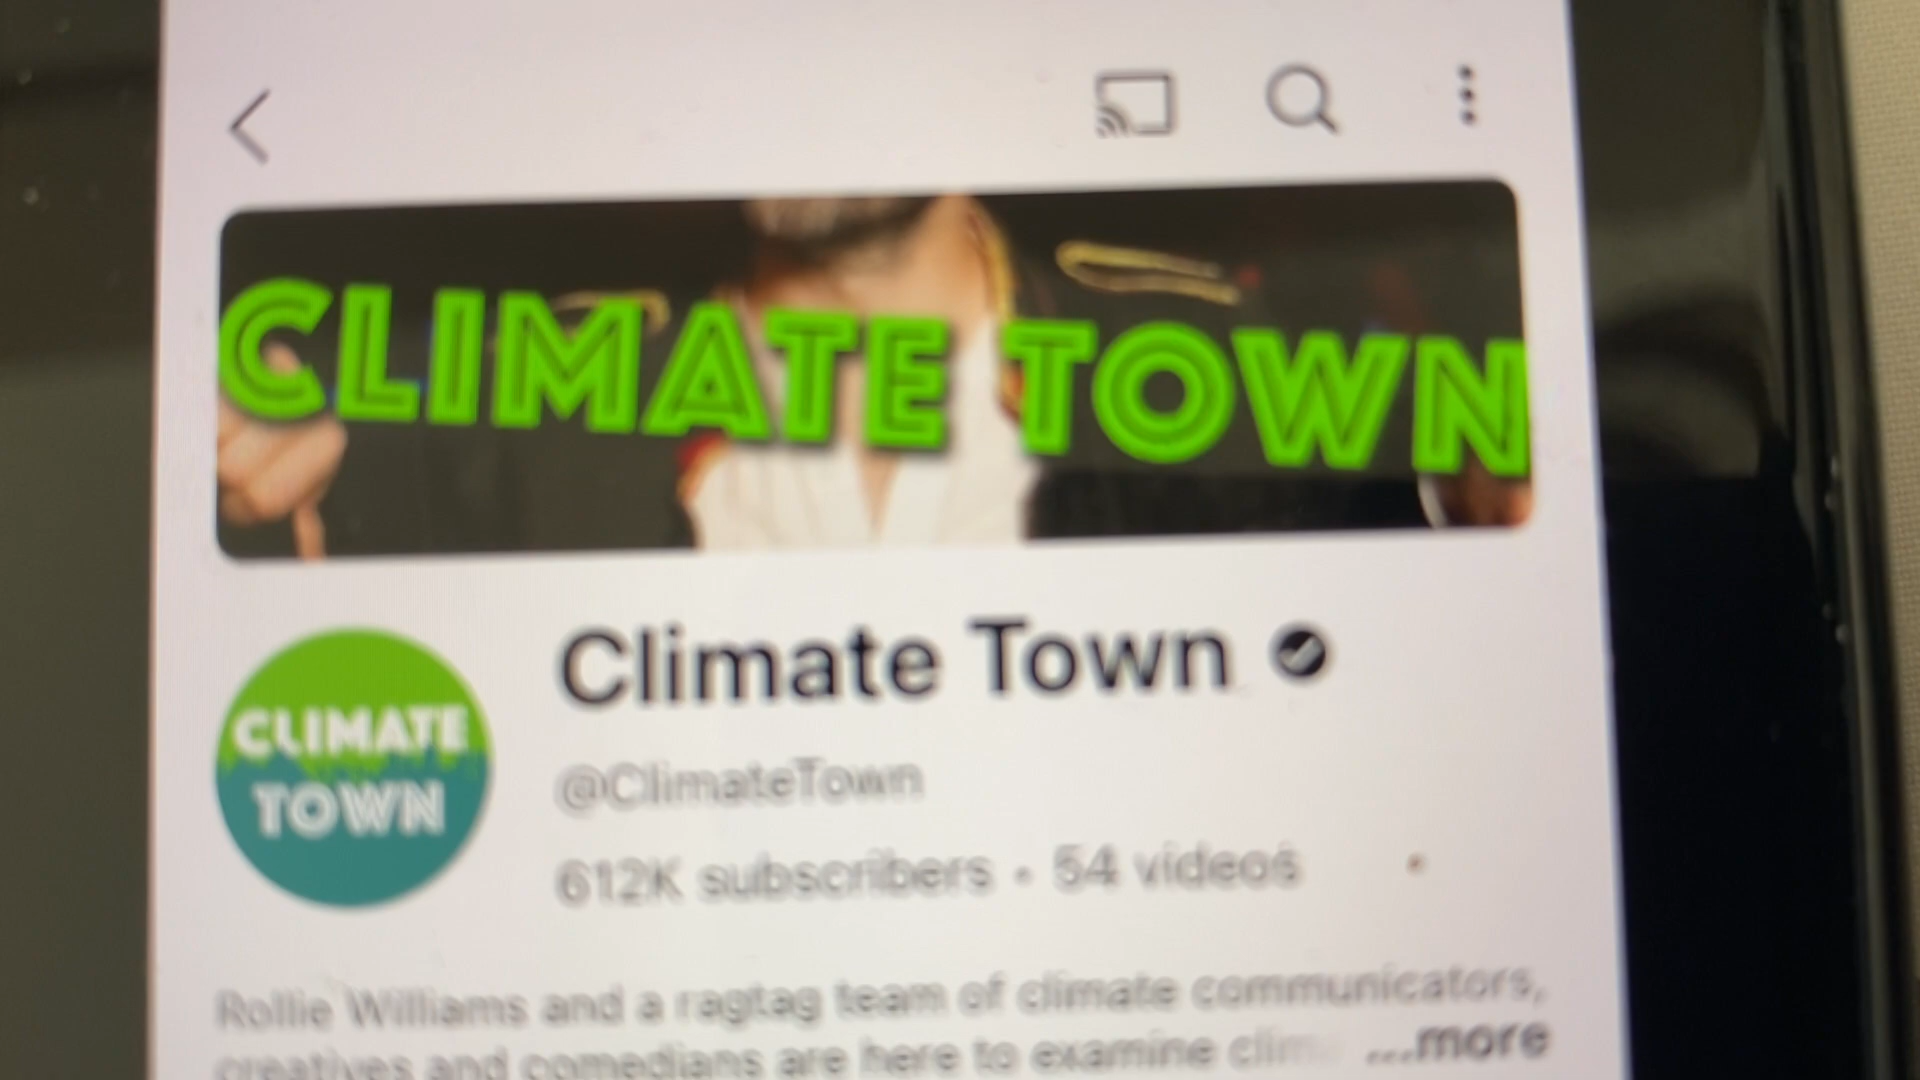 CLIMATE TOWN
CLIMATE
TOWN
Climate Town
@ClimateTown
612K subscribers • 54 videos
Rollie Williams and a ragtag team of climate communicators,
creatives and comedians are here to examine clim ...more